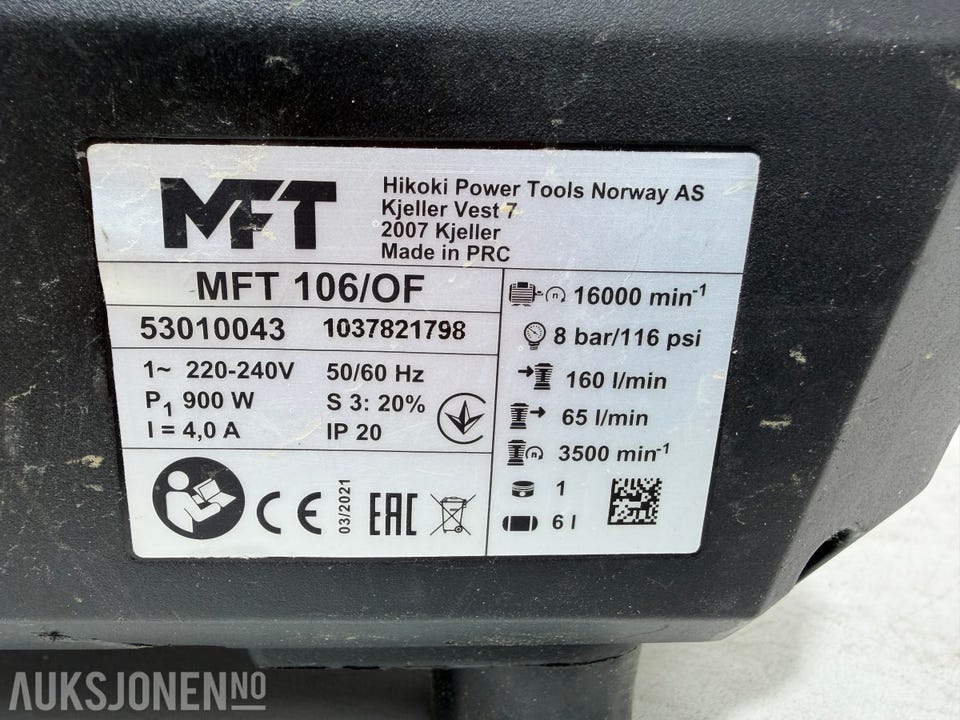 MFT
Hikoki Power Tools Norway AS
Kjeller Vest 7
2007 Kjeller
Made in PRC
MFT 106/OF
53010043 1037821798
1~ 220-240V 50/60 Hz
P1 900 W S 3: 20%
I = 4,0 A IP 20
CE 03/2021 EAC
n 16000 min-1
8 bar/116 psi
160 l/min
65 l/min
n 3500 min-1
1
6 l
AUKSJONEN NO